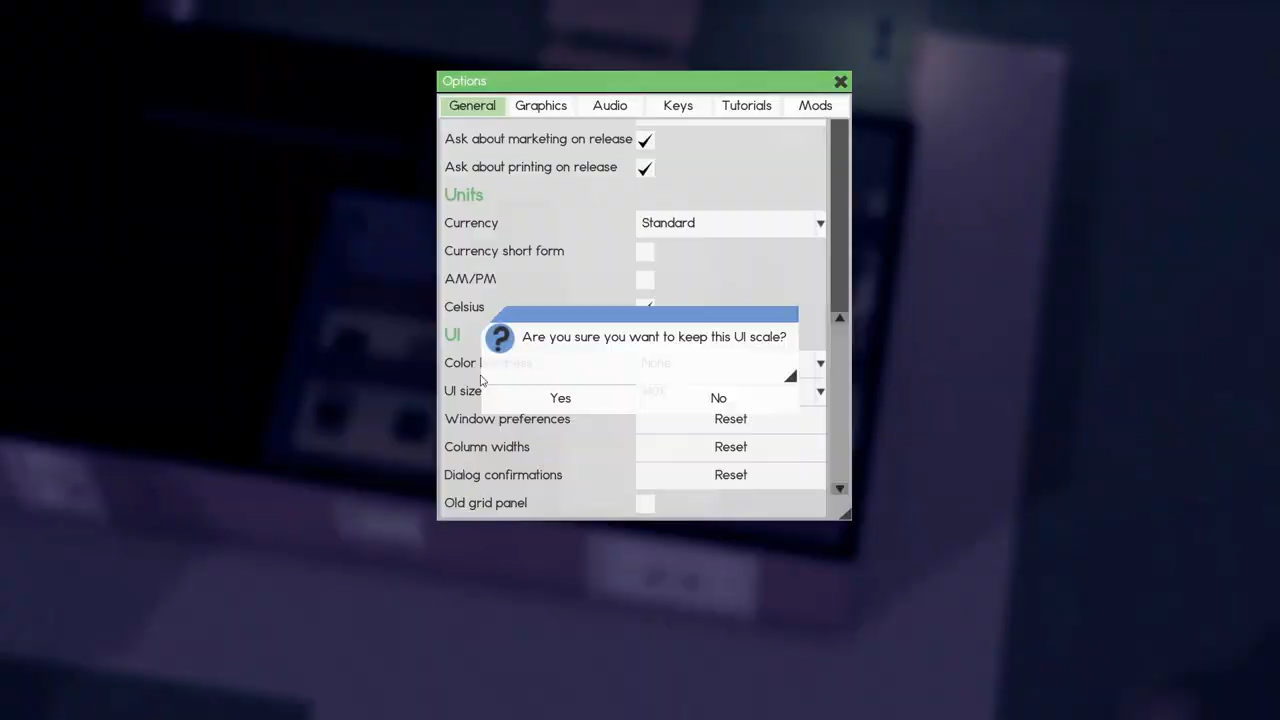 Options
General Graphics Audio Keys Tutorials Mods
Ask about marketing on release
Ask about printing on release
Units
Currency Standard
Currency short form
AM/PM
Celsius
UI
? Are you sure you want to keep this UI scale?
Color None
UI size
Yes No
Window preferences Reset
Column widths Reset
Dialog confirmations Reset
Old grid panel